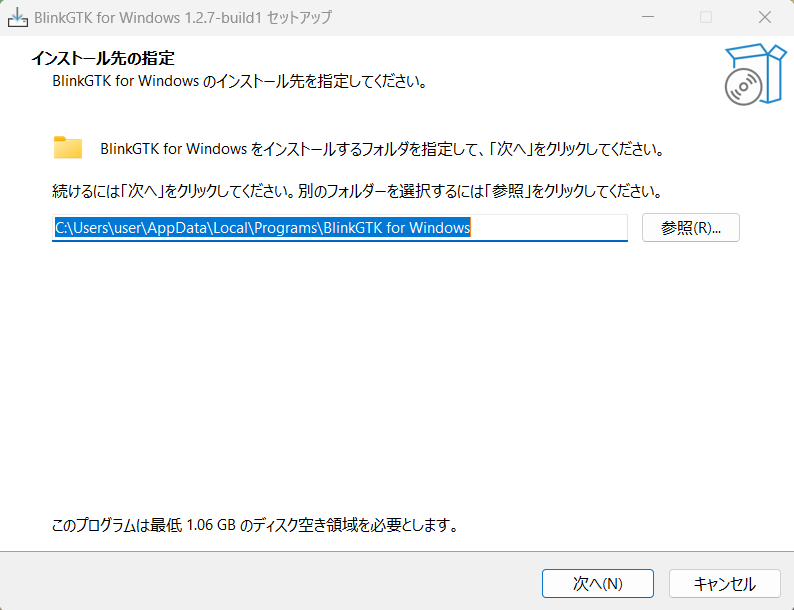 BlinkGTK for Windows 1.2.7-build1 セットアップ
インストール先の指定
BlinkGTK for Windows のインストール先を指定してください。
BlinkGTK for Windows をインストールするフォルダを指定して、「次へ」をクリックしてください。
続けるには「次へ」をクリックしてください。別のフォルダーを選択するには「参照」をクリックしてください。
C:\Users\user\AppData\Local\Programs\BlinkGTK for Windows
参照(R)...
このプログラムは最低 1.06 GB のディスク空き領域を必要とします。
次へ(N)
キャンセル